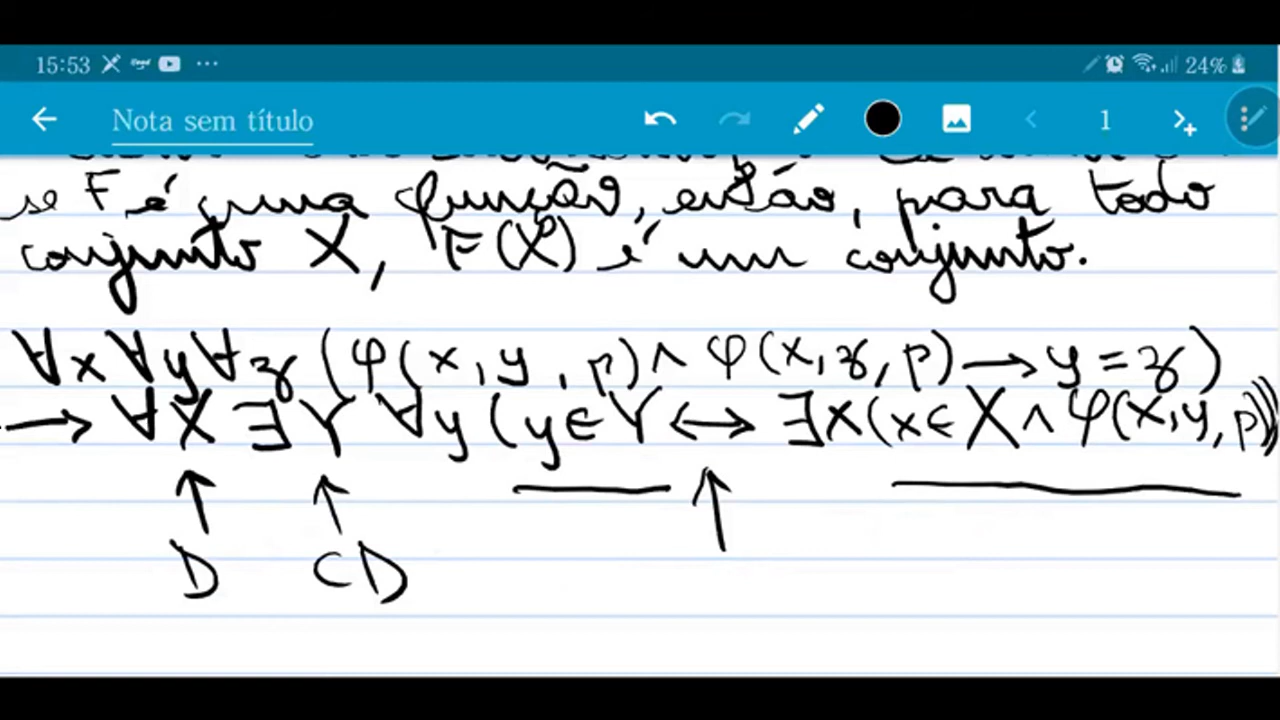 15:53 ... 24%
Nota sem título 1
se F é uma função, então, para todo
conjunto X, F(X) é um conjunto.
∀x∀y∀z(φ(x,y,p)∧φ(x,z,p)→y=z)
→∀X∃Y∀y(y∈Y↔∃x(x∈X∧φ(x,y,p)))
D CD